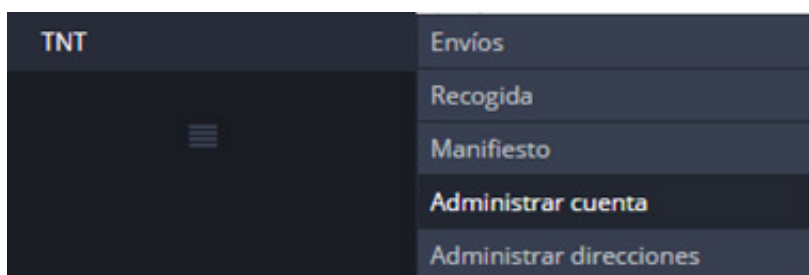 TNT
Envíos
Recogida
Manifiesto
Administrar cuenta
Administrar direcciones